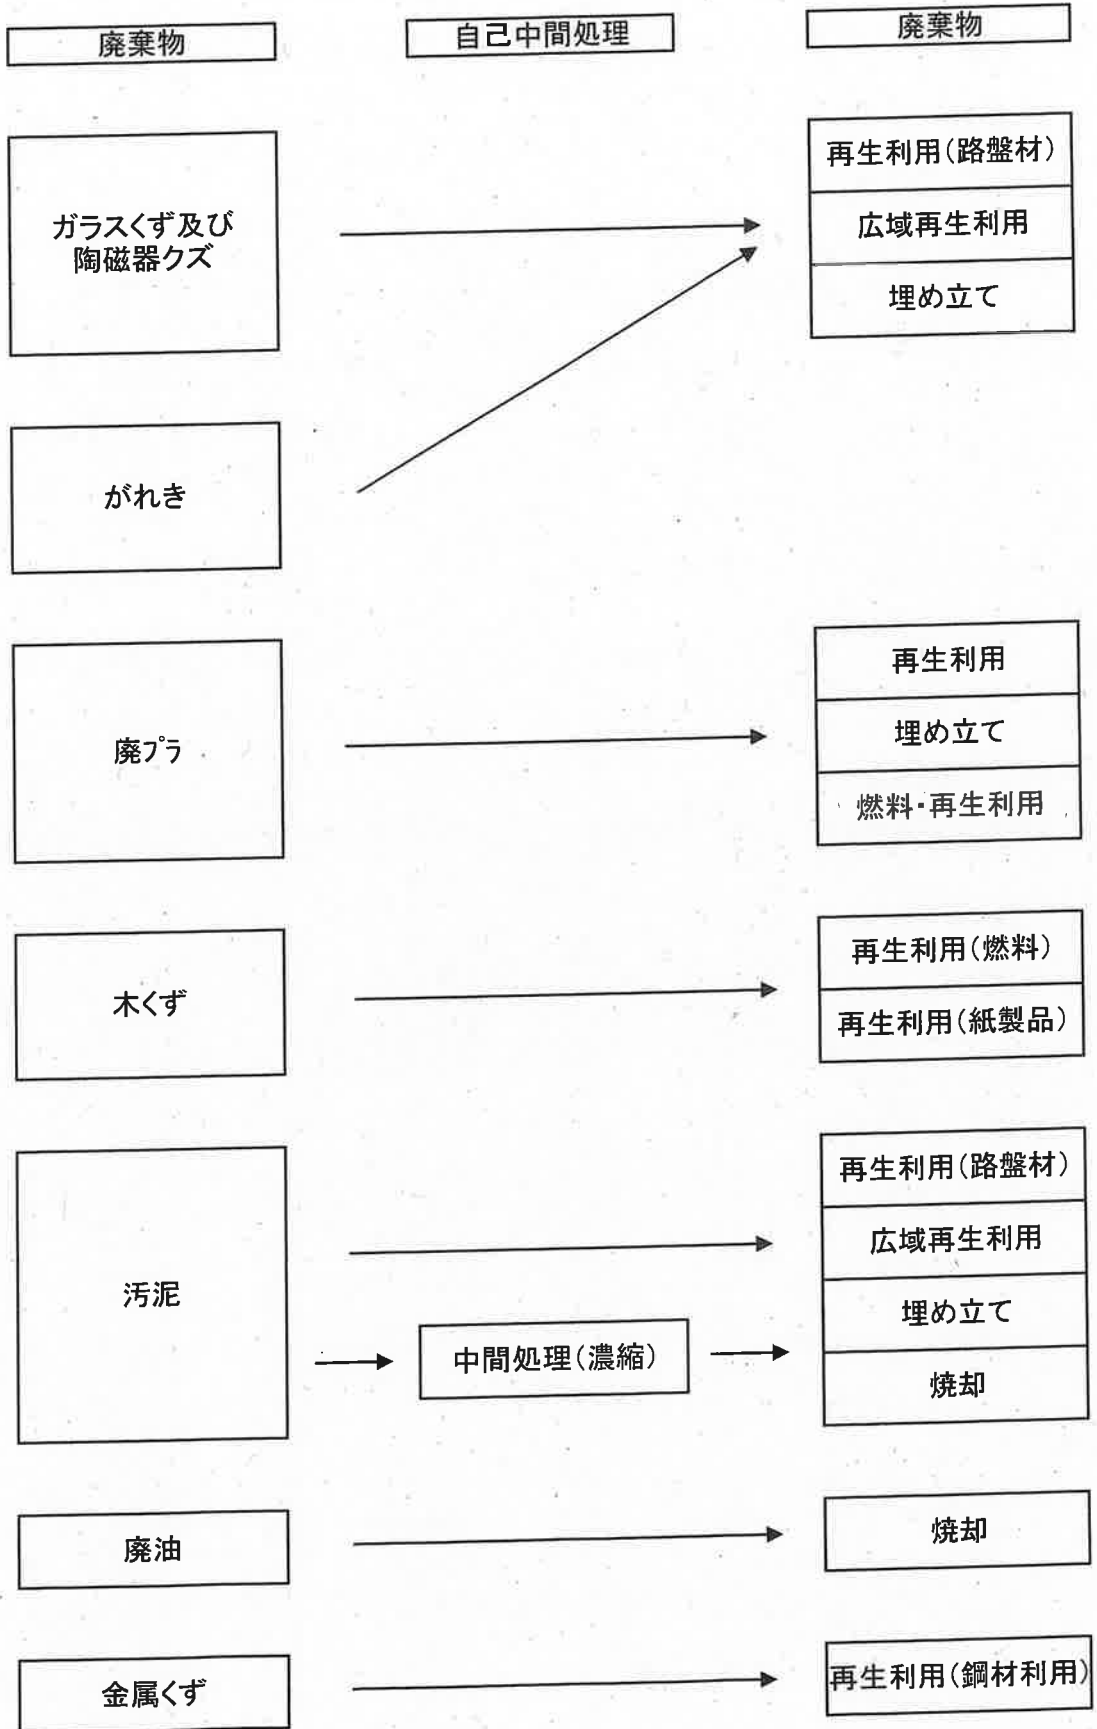 廃棄物
自己中間処理
廃棄物
ガラスくず及び
陶磁器クズ
再生利用(路盤材)
広域再生利用
埋め立て
がれき
廃プラ
再生利用
埋め立て
燃料・再生利用
木くず
再生利用(燃料)
再生利用(紙製品)
汚泥
中間処理(濃縮)
再生利用(路盤材)
広域再生利用
埋め立て
焼却
廃油
焼却
金属くず
再生利用(鋼材利用)